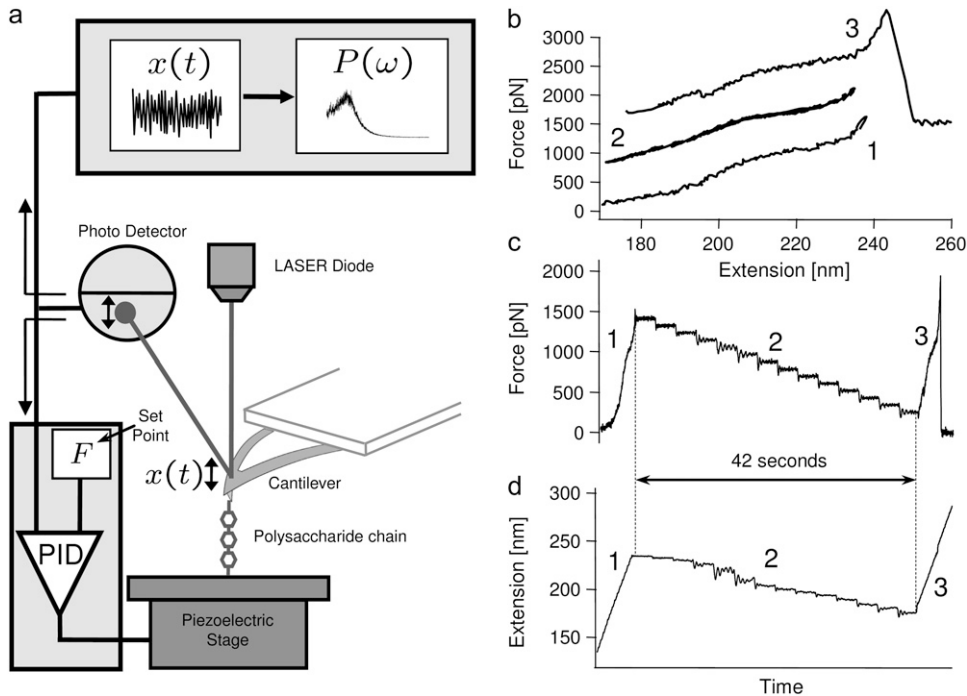 a
x(t)
P(ω)
Photo Detector
LASER Diode
Set
Point
F
x(t)
Cantilever
PID
Polysaccharide chain
Piezoelectric
Stage
b
Force [pN]
3000
2500
2000
1500
1000
500
0
3
2
1
180
200
220
240
260
Extension [nm]
c
Force [pN]
2000
1500
1000
500
0
1
2
3
42 seconds
d
Extension [nm]
300
250
200
150
1
2
3
Time